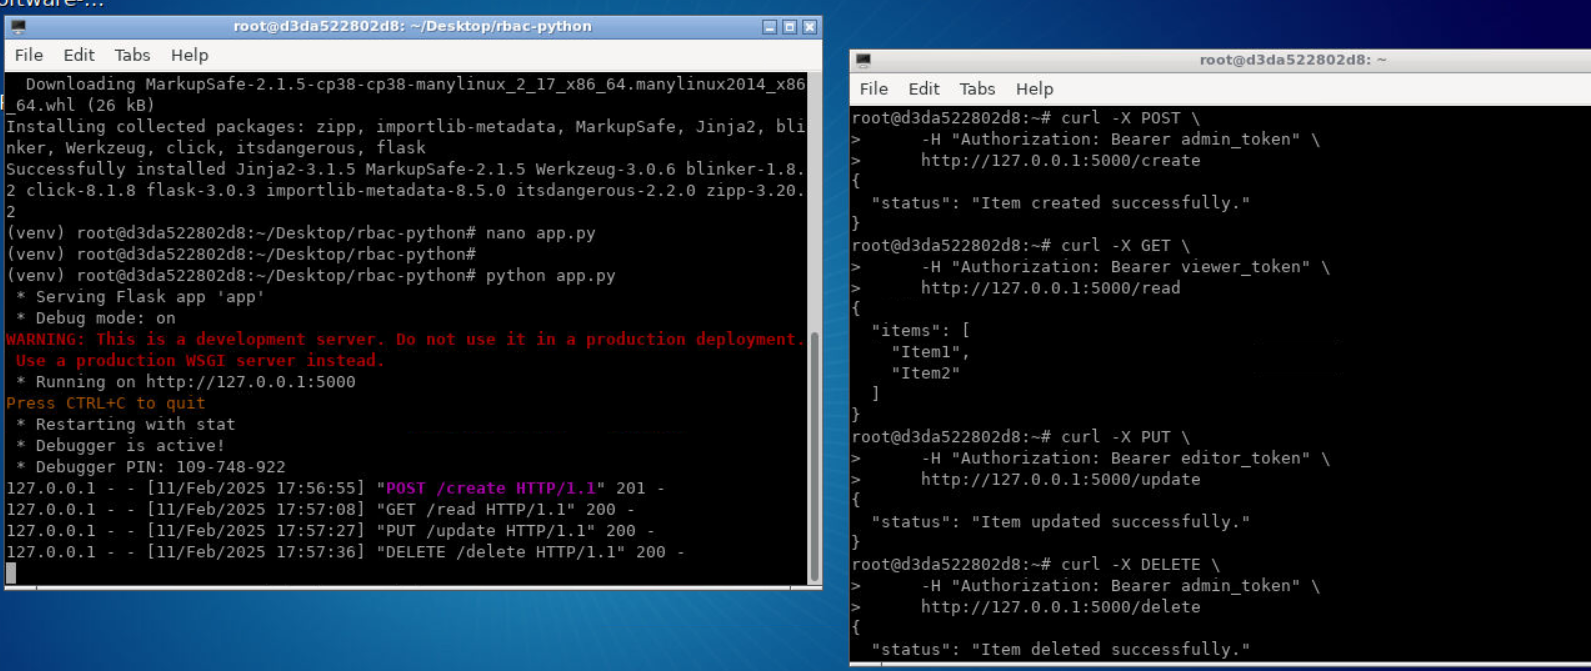 root@d3da522802d8: ~/Desktop/rbac-python
File Edit Tabs Help
Downloading MarkupSafe-2.1.5-cp38-cp38-manylinux_2_17_x86_64.manylinux2014_x86
_64.whl (26 kB)
Installing collected packages: zipp, importlib-metadata, MarkupSafe, Jinja2, bli
nker, Werkzeug, click, itsdangerous, flask
Successfully installed Jinja2-3.1.5 MarkupSafe-2.1.5 Werkzeug-3.0.6 blinker-1.8.
2 click-8.1.8 flask-3.0.3 importlib-metadata-8.5.0 itsdangerous-2.2.0 zipp-3.20.
2
(venv) root@d3da522802d8:~/Desktop/rbac-python# nano app.py
(venv) root@d3da522802d8:~/Desktop/rbac-python#
(venv) root@d3da522802d8:~/Desktop/rbac-python# python app.py
* Serving Flask app 'app'
* Debug mode: on
WARNING: This is a development server. Do not use it in a production deployment.
Use a production WSGI server instead.
* Running on http://127.0.0.1:5000
Press CTRL+C to quit
* Restarting with stat
* Debugger is active!
* Debugger PIN: 109-748-922
127.0.0.1 - - [11/Feb/2025 17:56:55] "POST /create HTTP/1.1" 201 -
127.0.0.1 - - [11/Feb/2025 17:57:08] "GET /read HTTP/1.1" 200 -
127.0.0.1 - - [11/Feb/2025 17:57:27] "PUT /update HTTP/1.1" 200 -
127.0.0.1 - - [11/Feb/2025 17:57:36] "DELETE /delete HTTP/1.1" 200 -
root@d3da522802d8: ~
File Edit Tabs Help
root@d3da522802d8:~# curl -X POST \
> -H "Authorization: Bearer admin_token" \
> http://127.0.0.1:5000/create
{
"status": "Item created successfully."
}
root@d3da522802d8:~# curl -X GET \
> -H "Authorization: Bearer viewer_token" \
> http://127.0.0.1:5000/read
{
"items": [
"Item1",
"Item2"
]
}
root@d3da522802d8:~# curl -X PUT \
> -H "Authorization: Bearer editor_token" \
> http://127.0.0.1:5000/update
{
"status": "Item updated successfully."
}
root@d3da522802d8:~# curl -X DELETE \
> -H "Authorization: Bearer admin_token" \
> http://127.0.0.1:5000/delete
{
"status": "Item deleted successfully."